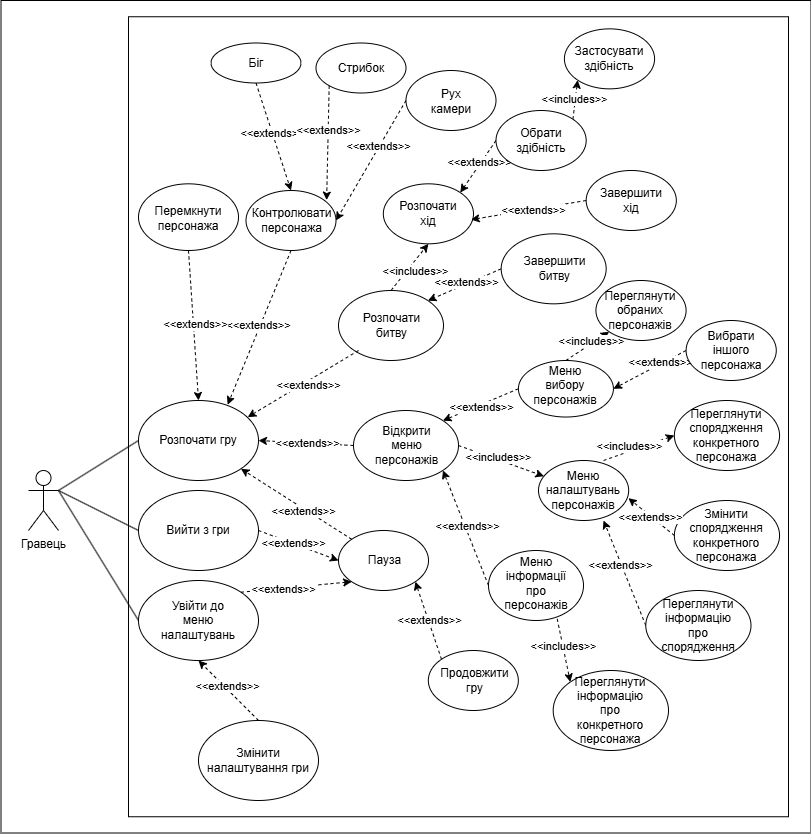 Біг
Стрибок
Рух
камери
Застосувати
здібність
<<includes>>
Обрати
здібність
<<extends>>
<<extends>>
<<extends>>
<<extends>>
Перемкнути
персонажа
Контролювати
персонажа
Розпочати
хід
<<extends>>
Завершити
хід
<<includes>>
Завершити
битву
<<extends>>
Розпочати
битву
<<extends>>
<<extends>>
Переглянути
обраних
персонажів
<<includes>>
Вибрати
іншого
персонажа
<<extends>>
Меню
вибору
персонажів
<<extends>>
<<extends>>
Розпочати гру
<<extends>>
Відкрити
меню
персонажів
<<includes>>
Переглянути
спорядження
конкретного
персонажа
<<includes>>
Меню
налаштувань
персонажів
Гравець
Вийти з гри
<<extends>>
<<extends>>
Пауза
<<extends>>
<<extends>>
Змінити
спорядження
конкретного
персонажа
<<extends>>
<<extends>>
Увійти до
меню
налаштувань
Меню
інформації
про
персонажів
Переглянути
інформацію
про
спорядження
<<extends>>
<<includes>>
<<extends>>
Продовжити
гру
Переглянути
інформацію
про
конкретного
персонажа
Змінити
налаштування гри